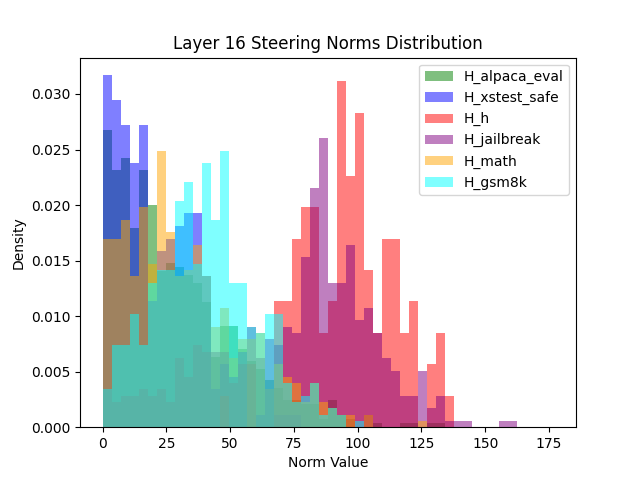 Layer 16 Steering Norms Distribution
H_alpaca_eval
H_xstest_safe
H_h
H_jailbreak
H_math
H_gsm8k
Density
0.030
0.025
0.020
0.015
0.010
0.005
0.000
0
25
50
75
100
125
150
175
Norm Value